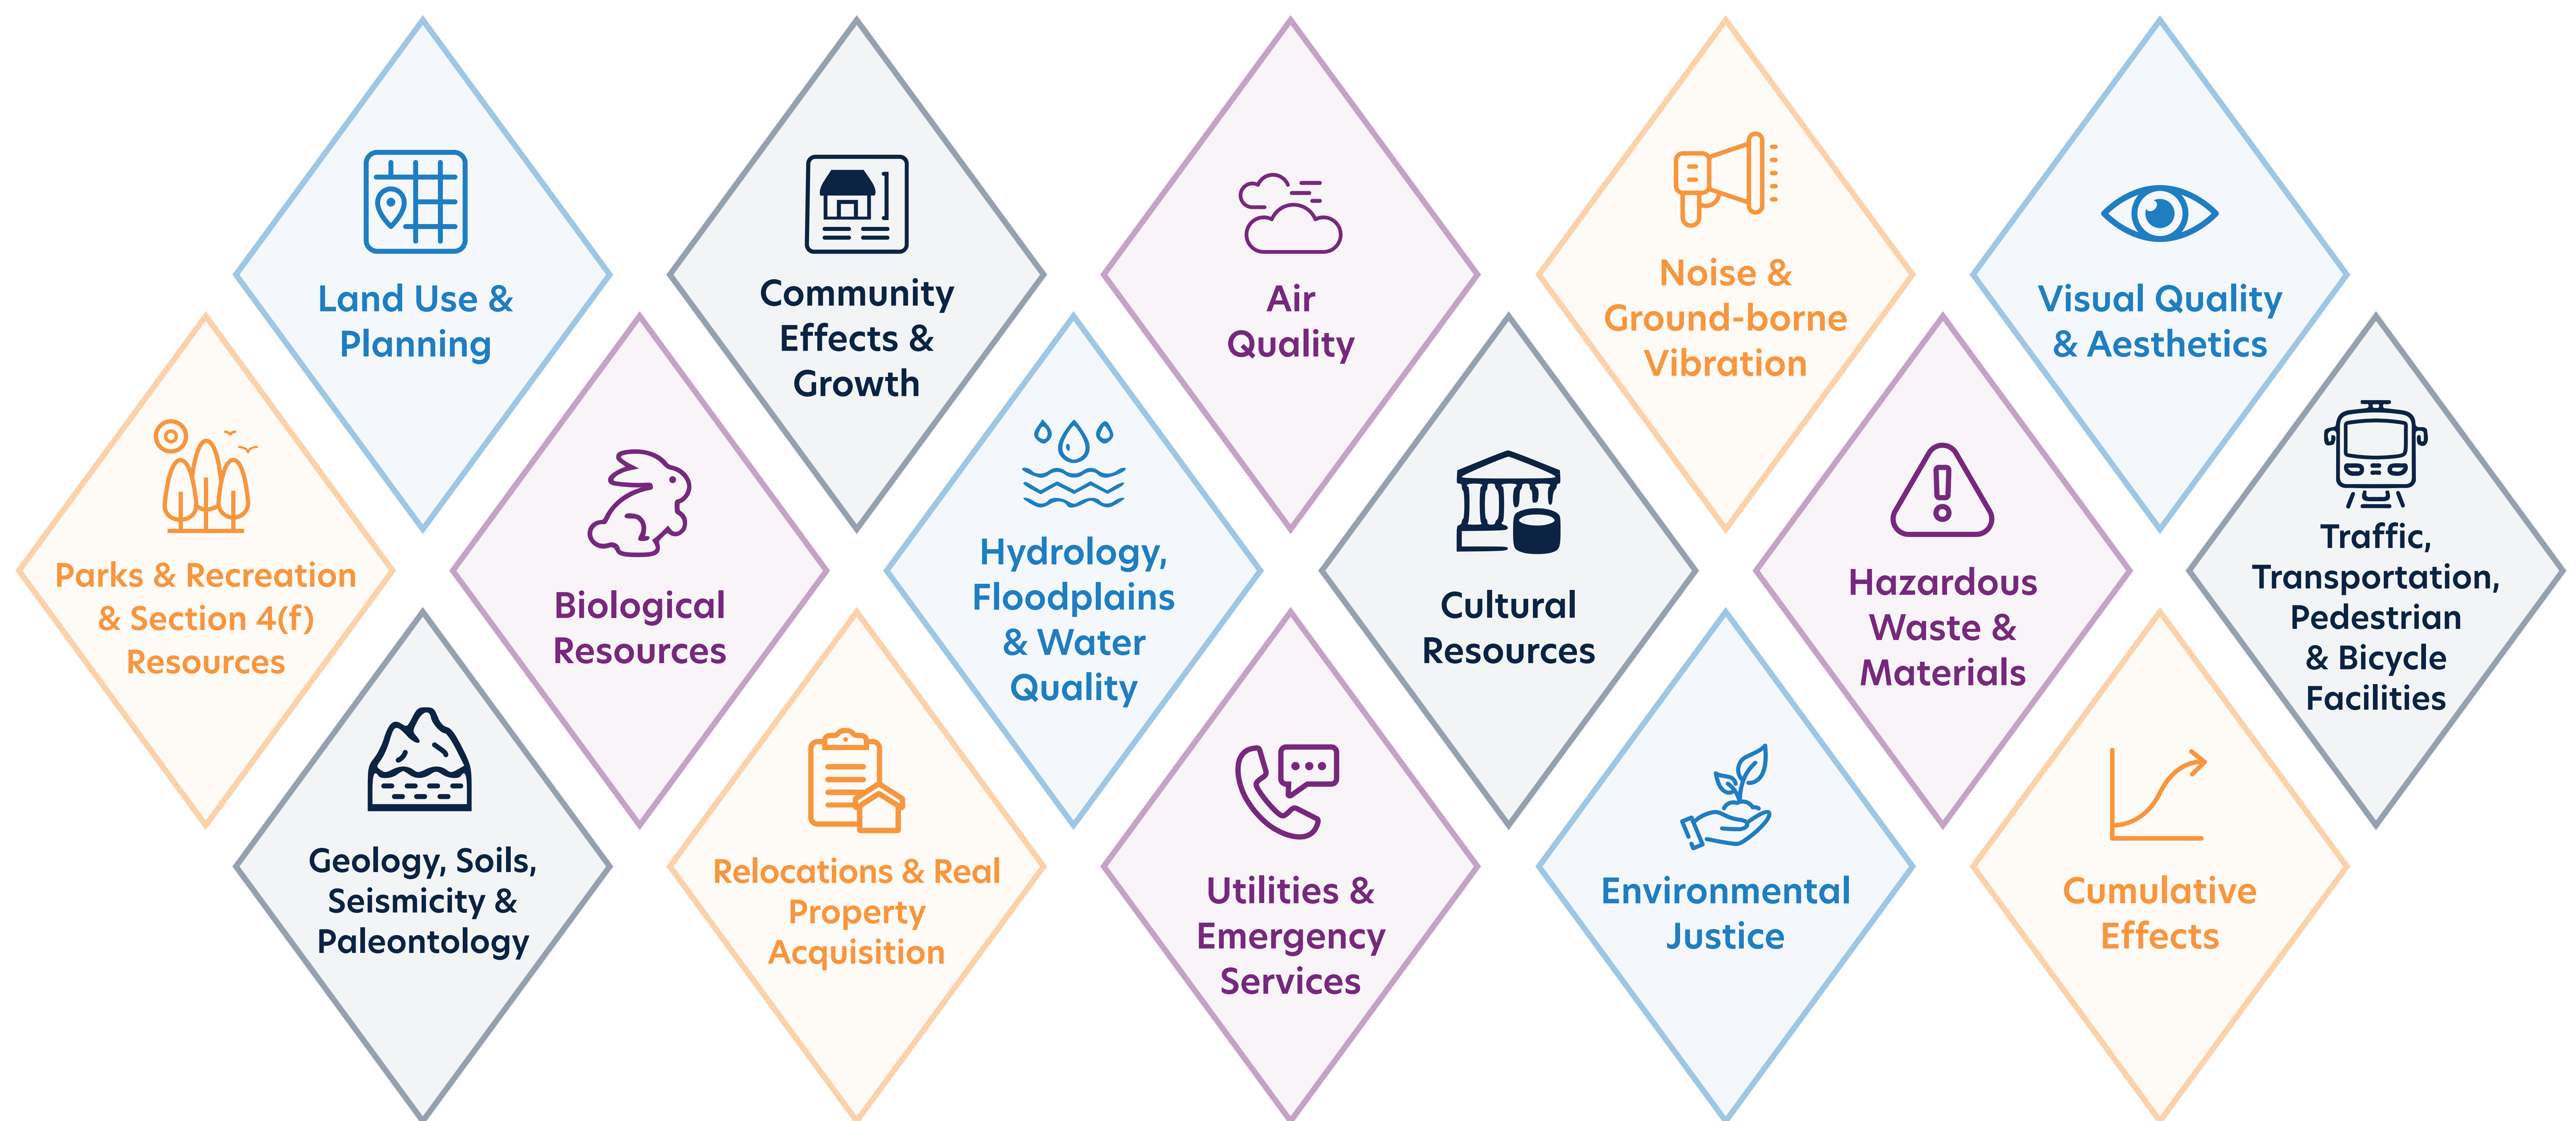 Land Use &
Planning
Community
Effects &
Growth
Air
Quality
Noise &
Ground-borne
Vibration
Visual Quality
& Aesthetics
Parks & Recreation
& Section 4(f)
Resources
Biological
Resources
Hydrology,
Floodplains
& Water
Quality
Cultural
Resources
Hazardous
Waste &
Materials
Traffic,
Transportation,
Pedestrian
& Bicycle
Facilities
Geology, Soils,
Seismicity &
Paleontology
Relocations & Real
Property
Acquisition
Utilities &
Emergency
Services
Environmental
Justice
Cumulative
Effects